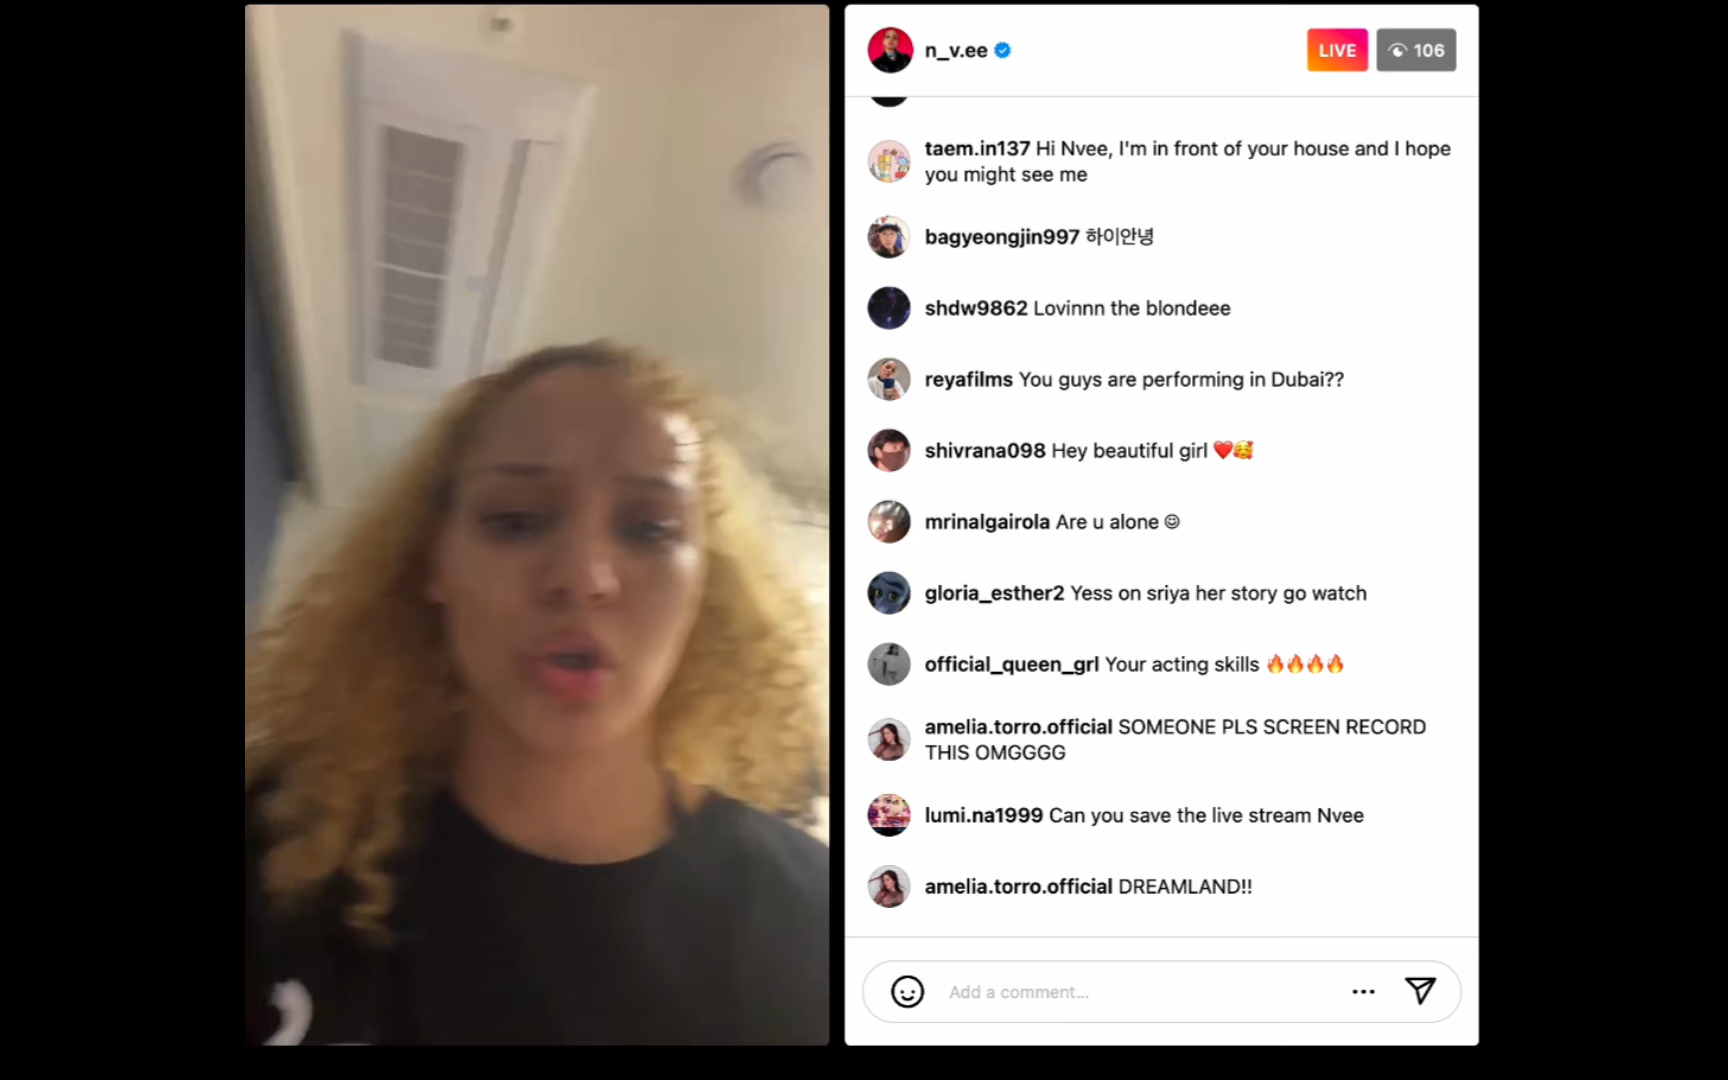 n_v.ee
LIVE
106
taem.in137 Hi Nvee, I'm in front of your house and I hope
you might see me
bagyeongjin997 하이안녕
shdw9862 Lovinnn the blondeee
reyafilms You guys are performing in Dubai??
shivrana098 Hey beautiful girl ❤️🥰
mrinalgairola Are u alone ☺
gloria_esther2 Yess on sriya her story go watch
official_queen_grl Your acting skills 🔥🔥🔥🔥
amelia.torro.official SOMEONE PLS SCREEN RECORD
THIS OMGGGG
lumi.na1999 Can you save the live stream Nvee
amelia.torro.official DREAMLAND!!
Add a comment...